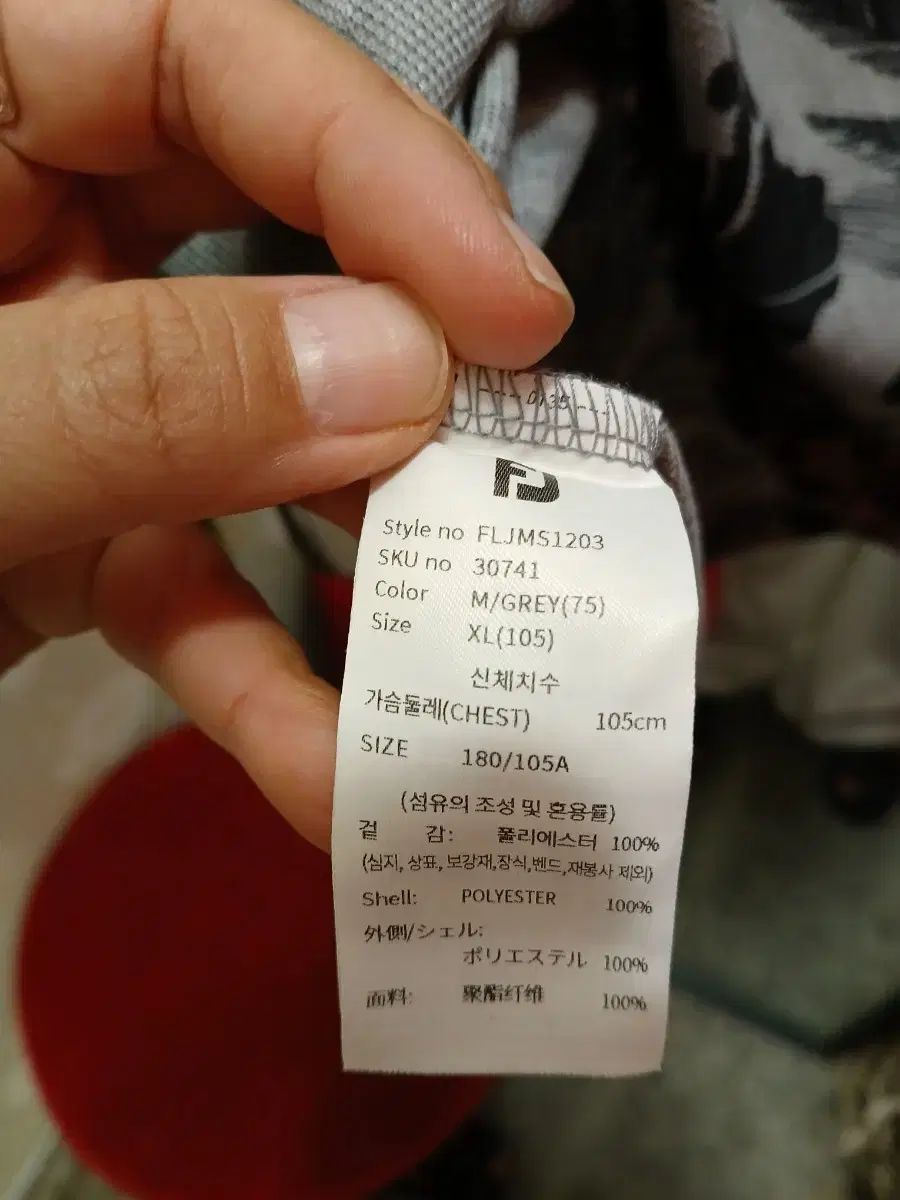 FJ
Style no FLJMS1203
SKU no 30741
Color M/GREY(75)
Size XL(105)
신체치수
가슴둘레(CHEST) 105cm
SIZE 180/105A
(섬유의 조성 및 혼용률)
겉 감: 폴리에스터 100%
(심지, 상표, 보강재,장식,벤드,재봉사 제외)
Shell: POLYESTER 100%
外側/シェル:
ポリエステル 100%
面料: 聚酯纤维 100%